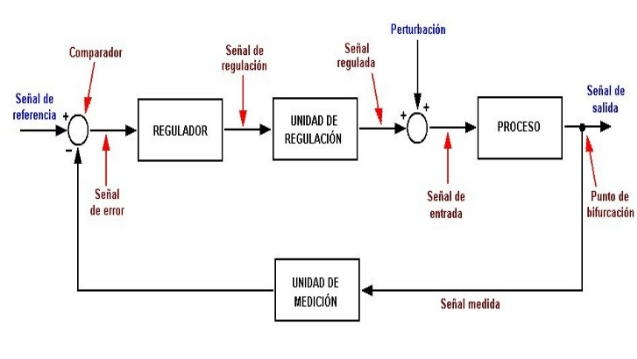 Perturbación
Comparador
Señal de
regulación
Señal
regulada
Señal de
referencia
Señal de
salida
+
−
REGULADOR
UNIDAD DE
REGULACIÓN
+
+
PROCESO
Señal
de error
Señal de
entrada
Punto de
bifurcación
UNIDAD DE
MEDICIÓN
Señal medida